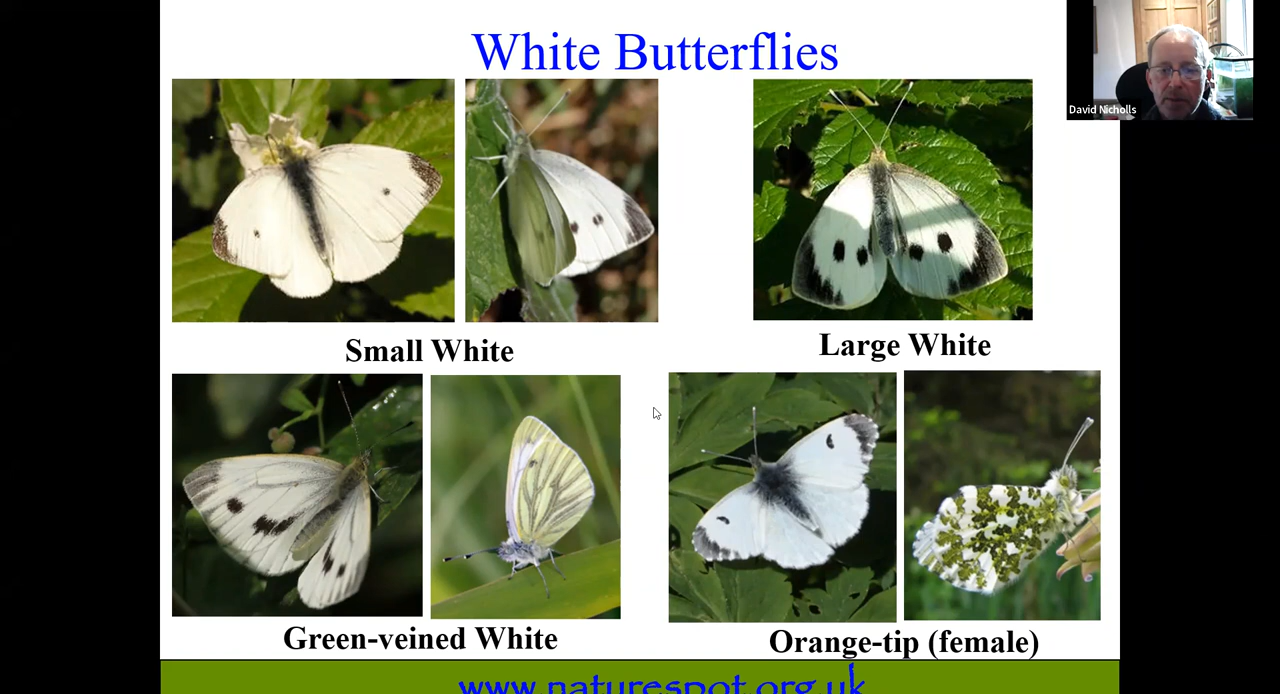 White Butterflies
David Nicholls
Small White
Large White
Green-veined White
Orange-tip (female)
www.naturespot.org.uk